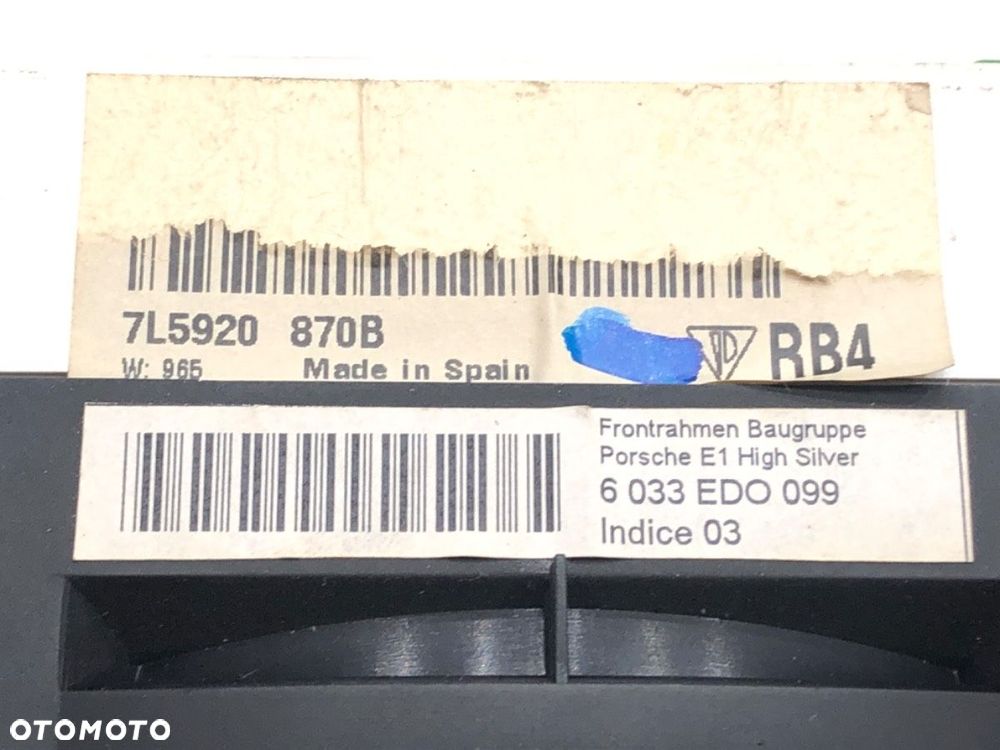 7L5920 870B
W: 965 Made in Spain
RB4
Frontrahmen Baugruppe
Porsche E1 High Silver
6 033 EDO 099
Indice 03
OTOMOTO